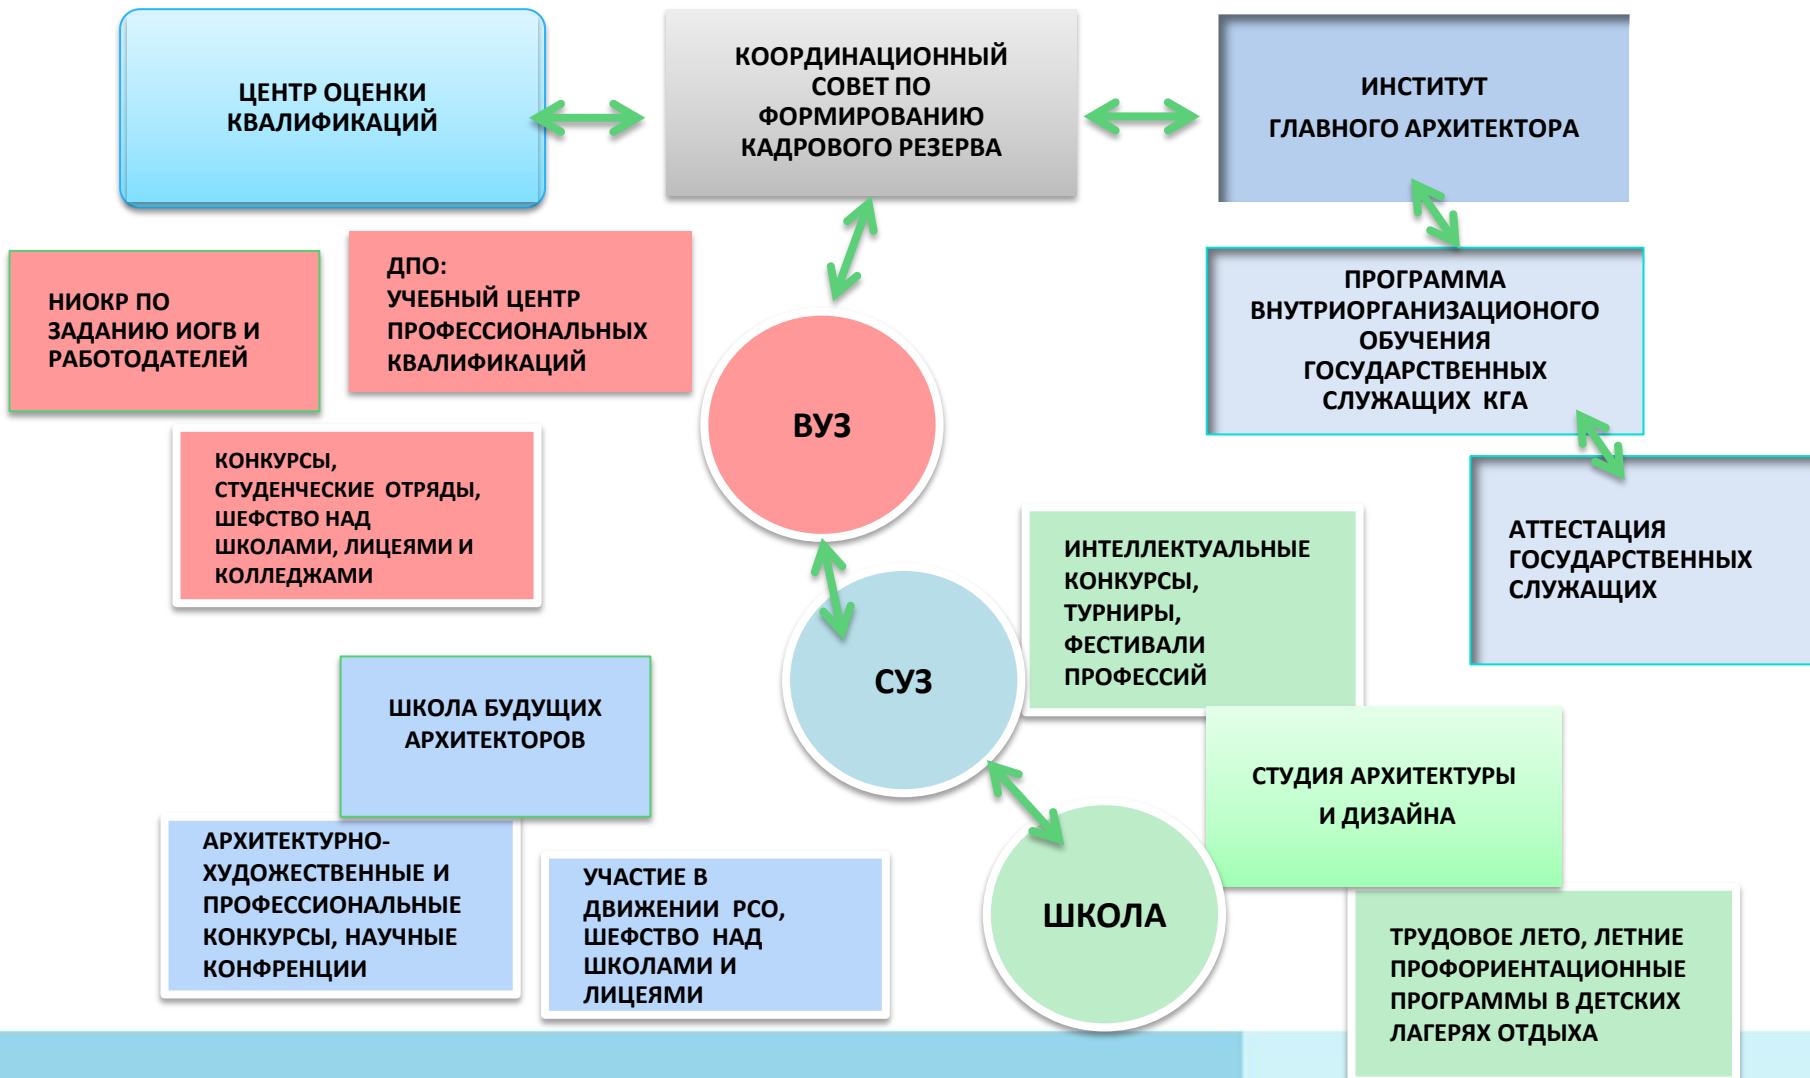 ЦЕНТР ОЦЕНКИ
КВАЛИФИКАЦИЙ
КООРДИНАЦИОННЫЙ
СОВЕТ ПО
ФОРМИРОВАНИЮ
КАДРОВОГО РЕЗЕРВА
ИНСТИТУТ
ГЛАВНОГО АРХИТЕКТОРА
НИОКР ПО
ЗАДАНИЮ ИОГВ И
РАБОТОДАТЕЛЕЙ
ДПО:
УЧЕБНЫЙ ЦЕНТР
ПРОФЕССИОНАЛЬНЫХ
КВАЛИФИКАЦИЙ
ПРОГРАММА
ВНУТРИОРГАНИЗАЦИОНОГО
ОБУЧЕНИЯ
ГОСУДАРСТВЕННЫХ
СЛУЖАЩИХ КГА
ВУЗ
КОНКУРСЫ,
СТУДЕНЧЕСКИЕ ОТРЯДЫ,
ШЕФСТВО НАД
ШКОЛАМИ, ЛИЦЕЯМИ И
КОЛЛЕДЖАМИ
ИНТЕЛЛЕКТУАЛЬНЫЕ
КОНКУРСЫ,
ТУРНИРЫ,
ФЕСТИВАЛИ
ПРОФЕССИЙ
АТТЕСТАЦИЯ
ГОСУДАРСТВЕННЫХ
СЛУЖАЩИХ
СУЗ
ШКОЛА БУДУЩИХ
АРХИТЕКТОРОВ
СТУДИЯ АРХИТЕКТУРЫ
И ДИЗАЙНА
АРХИТЕКТУРНО-
ХУДОЖЕСТВЕННЫЕ И
ПРОФЕССИОНАЛЬНЫЕ
КОНКУРСЫ, НАУЧНЫЕ
КОНФРЕНЦИИ
УЧАСТИЕ В
ДВИЖЕНИИ РСО,
ШЕФСТВО НАД
ШКОЛАМИ И
ЛИЦЕЯМИ
ШКОЛА
ТРУДОВОЕ ЛЕТО, ЛЕТНИЕ
ПРОФОРИЕНТАЦИОННЫЕ
ПРОГРАММЫ В ДЕТСКИХ
ЛАГЕРЯХ ОТДЫХА